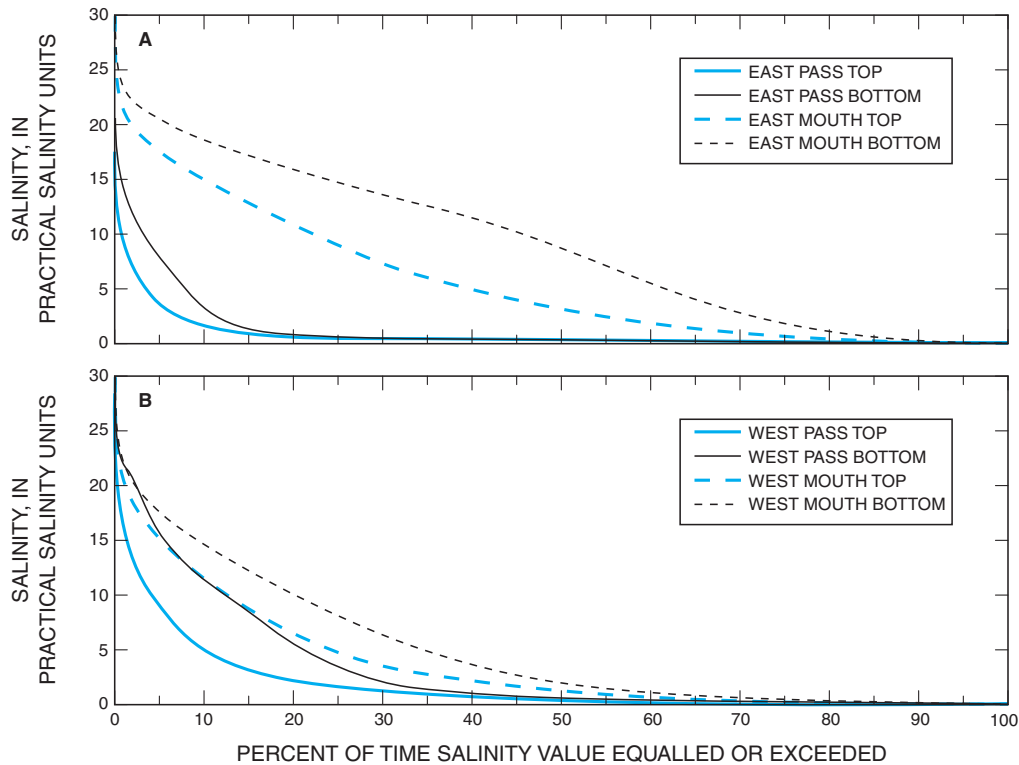 A
30
25
20
15
10
5
0
SALINITY, IN
PRACTICAL SALINITY UNITS
EAST PASS TOP
EAST PASS BOTTOM
EAST MOUTH TOP
EAST MOUTH BOTTOM
B
30
25
20
15
10
5
0
SALINITY, IN
PRACTICAL SALINITY UNITS
WEST PASS TOP
WEST PASS BOTTOM
WEST MOUTH TOP
WEST MOUTH BOTTOM
0 10 20 30 40 50 60 70 80 90 100
PERCENT OF TIME SALINITY VALUE EQUALLED OR EXCEEDED